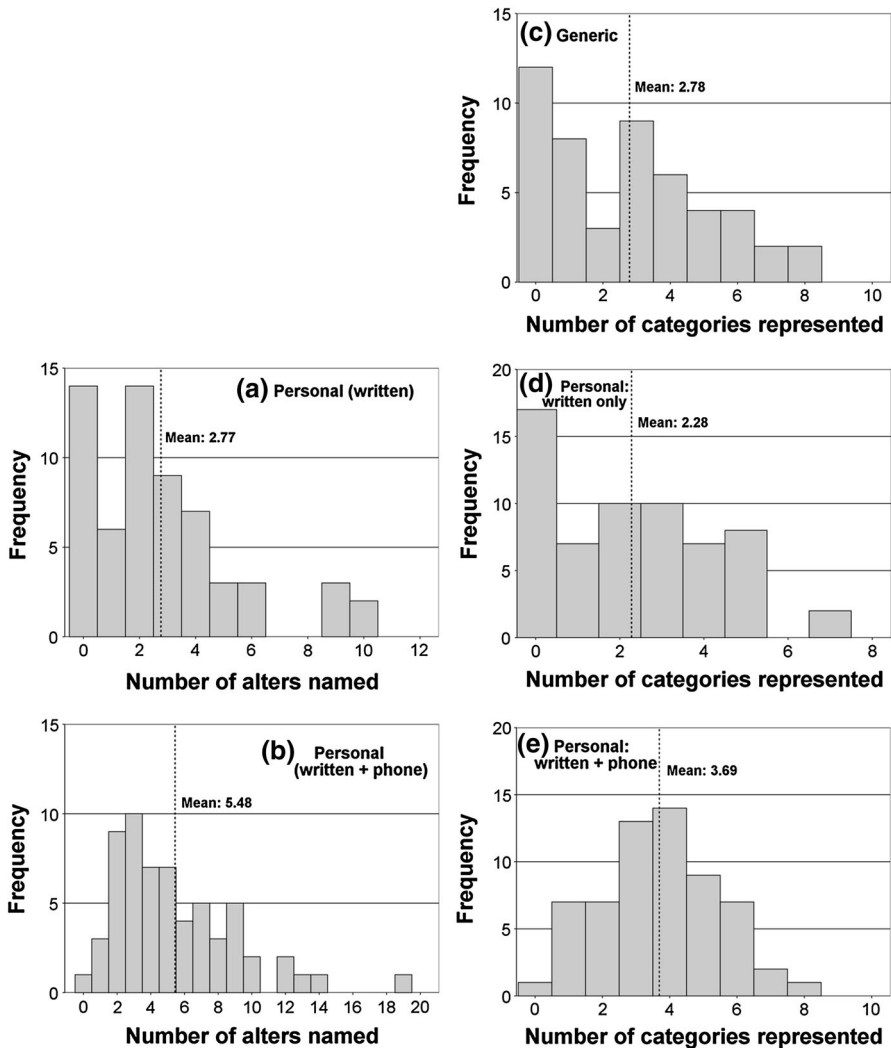 (c) Generic
Mean: 2.78
Frequency
15
10
5
0
0 2 4 6 8 10
Number of categories represented
(a) Personal (written)
Mean: 2.77
Frequency
15
10
5
0
0 2 4 6 8 10 12
Number of alters named
(d) Personal:
written only
Mean: 2.28
Frequency
20
15
10
5
0
0 2 4 6 8
Number of categories represented
(b) Personal
(written + phone)
Mean: 5.48
Frequency
15
10
5
0
0 2 4 6 8 10 12 14 16 18 20
Number of alters named
(e) Personal:
written + phone
Mean: 3.69
Frequency
20
15
10
5
0
0 2 4 6 8 10
Number of categories represented